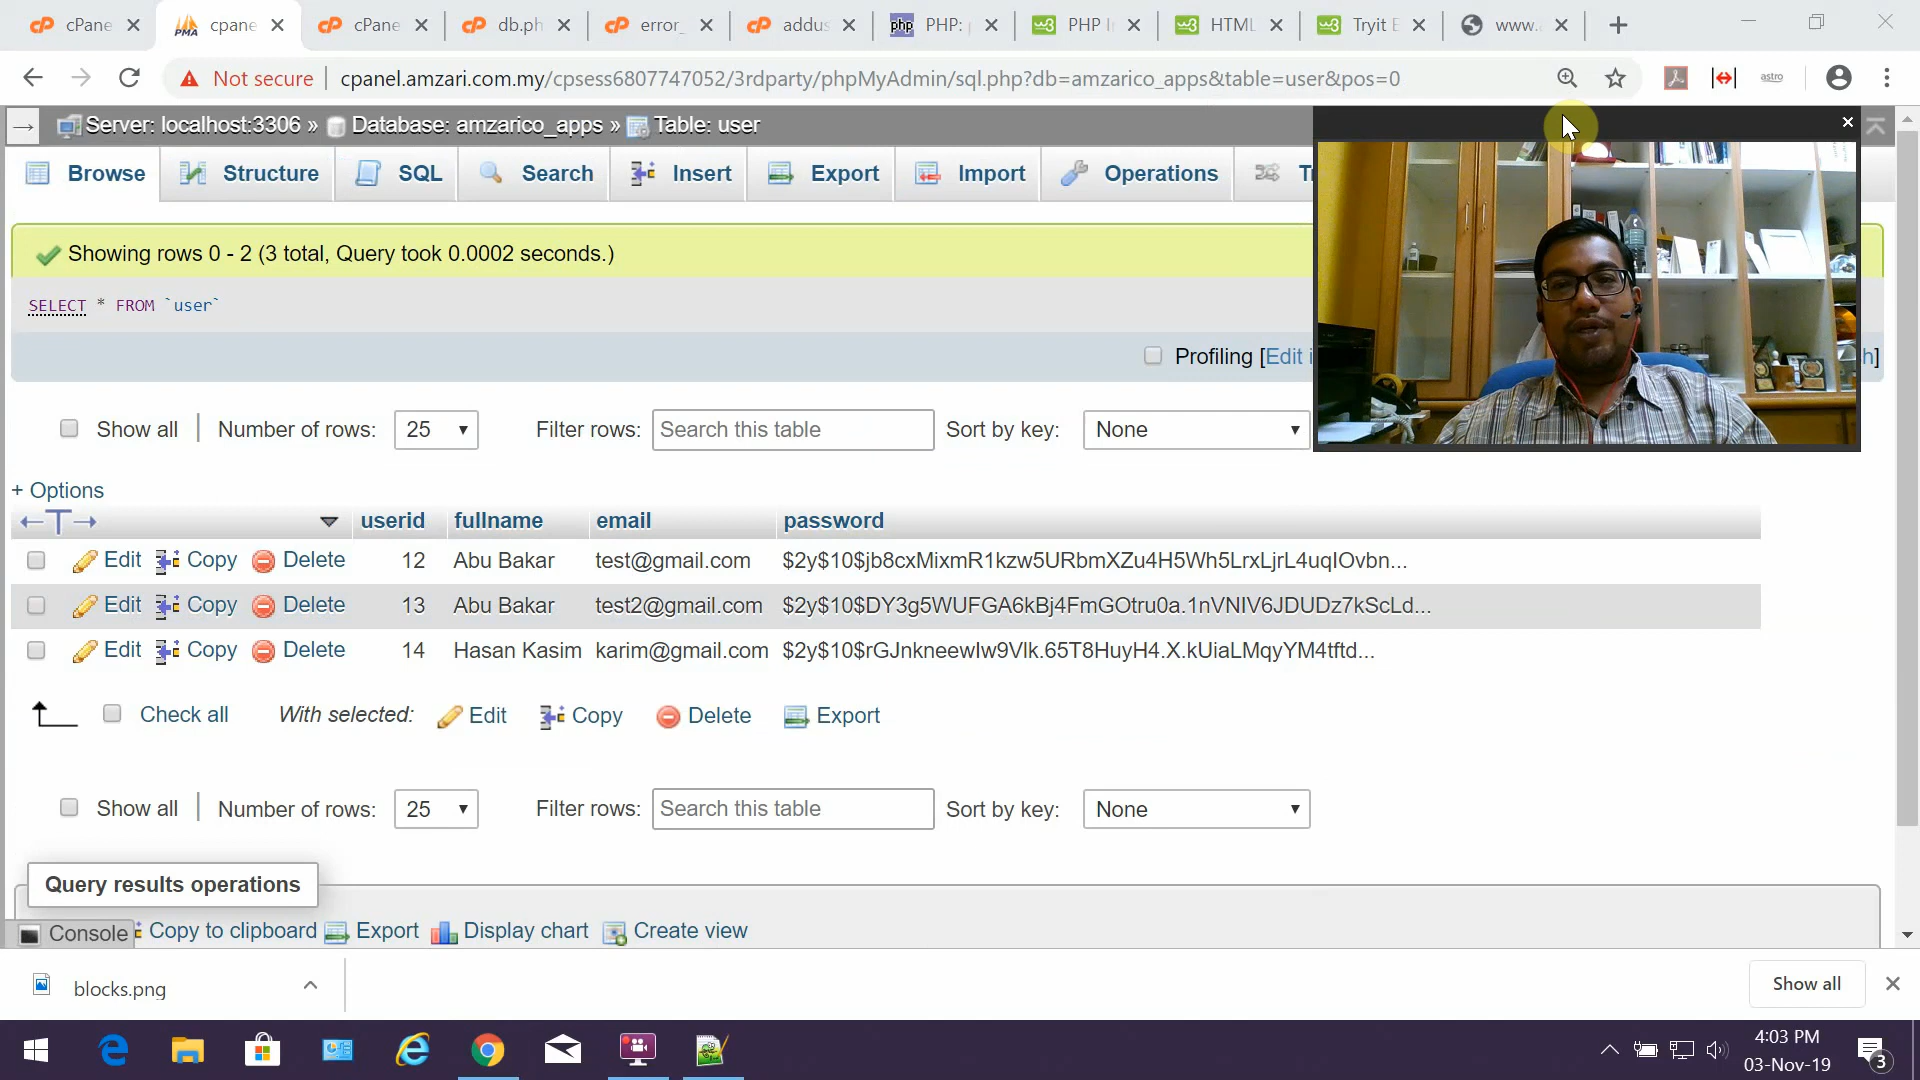 cPane
cpane
cPane
db.ph
error_
addus
php
PHP:
PHP I
HTML
Tryit E
www.
Not secure
cpanel.amzari.com.my/cpsess6807747052/3rdparty/phpMyAdmin/sql.php?db=amzarico_apps&table=user&pos=0
astro
Server: localhost:3306 » Database: amzarico_apps » Table: user
Browse
Structure
SQL
Search
Insert
Export
Import
Operations
Showing rows 0 - 2 (3 total, Query took 0.0002 seconds.)
SELECT * FROM `user`
Profiling [Edit i
h]
Show all
Number of rows: 25
Filter rows: Search this table
Sort by key: None
+ Options
userid fullname email password
Edit Copy Delete 12 Abu Bakar test@gmail.com $2y$10$jb8cxMixmR1kzw5URbmXZu4H5Wh5LrxLjrL4uqIOvbn...
Edit Copy Delete 13 Abu Bakar test2@gmail.com $2y$10$DY3g5WUFGA6kBj4FmGOtru0a.1nVNIV6JDUDz7kScLd...
Edit Copy Delete 14 Hasan Kasim karim@gmail.com $2y$10$rGJnkneewIw9Vlk.65T8HuyH4.X.kUiaLMqyYM4tftd...
Check all With selected: Edit Copy Delete Export
Show all
Number of rows: 25
Filter rows: Search this table
Sort by key: None
Query results operations
Console Copy to clipboard Export Display chart Create view
blocks.png
Show all
4:03 PM
03-Nov-19
3